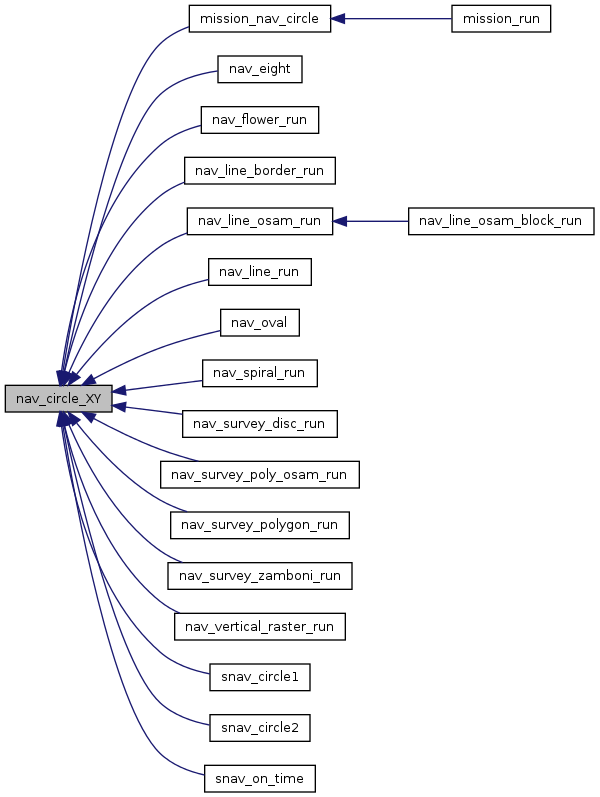 mission_nav_circle
mission_run
nav_eight
nav_flower_run
nav_line_border_run
nav_line_osam_run
nav_line_osam_block_run
nav_line_run
nav_oval
nav_spiral_run
nav_circle_XY
nav_survey_disc_run
nav_survey_poly_osam_run
nav_survey_polygon_run
nav_survey_zamboni_run
nav_vertical_raster_run
snav_circle1
snav_circle2
snav_on_time